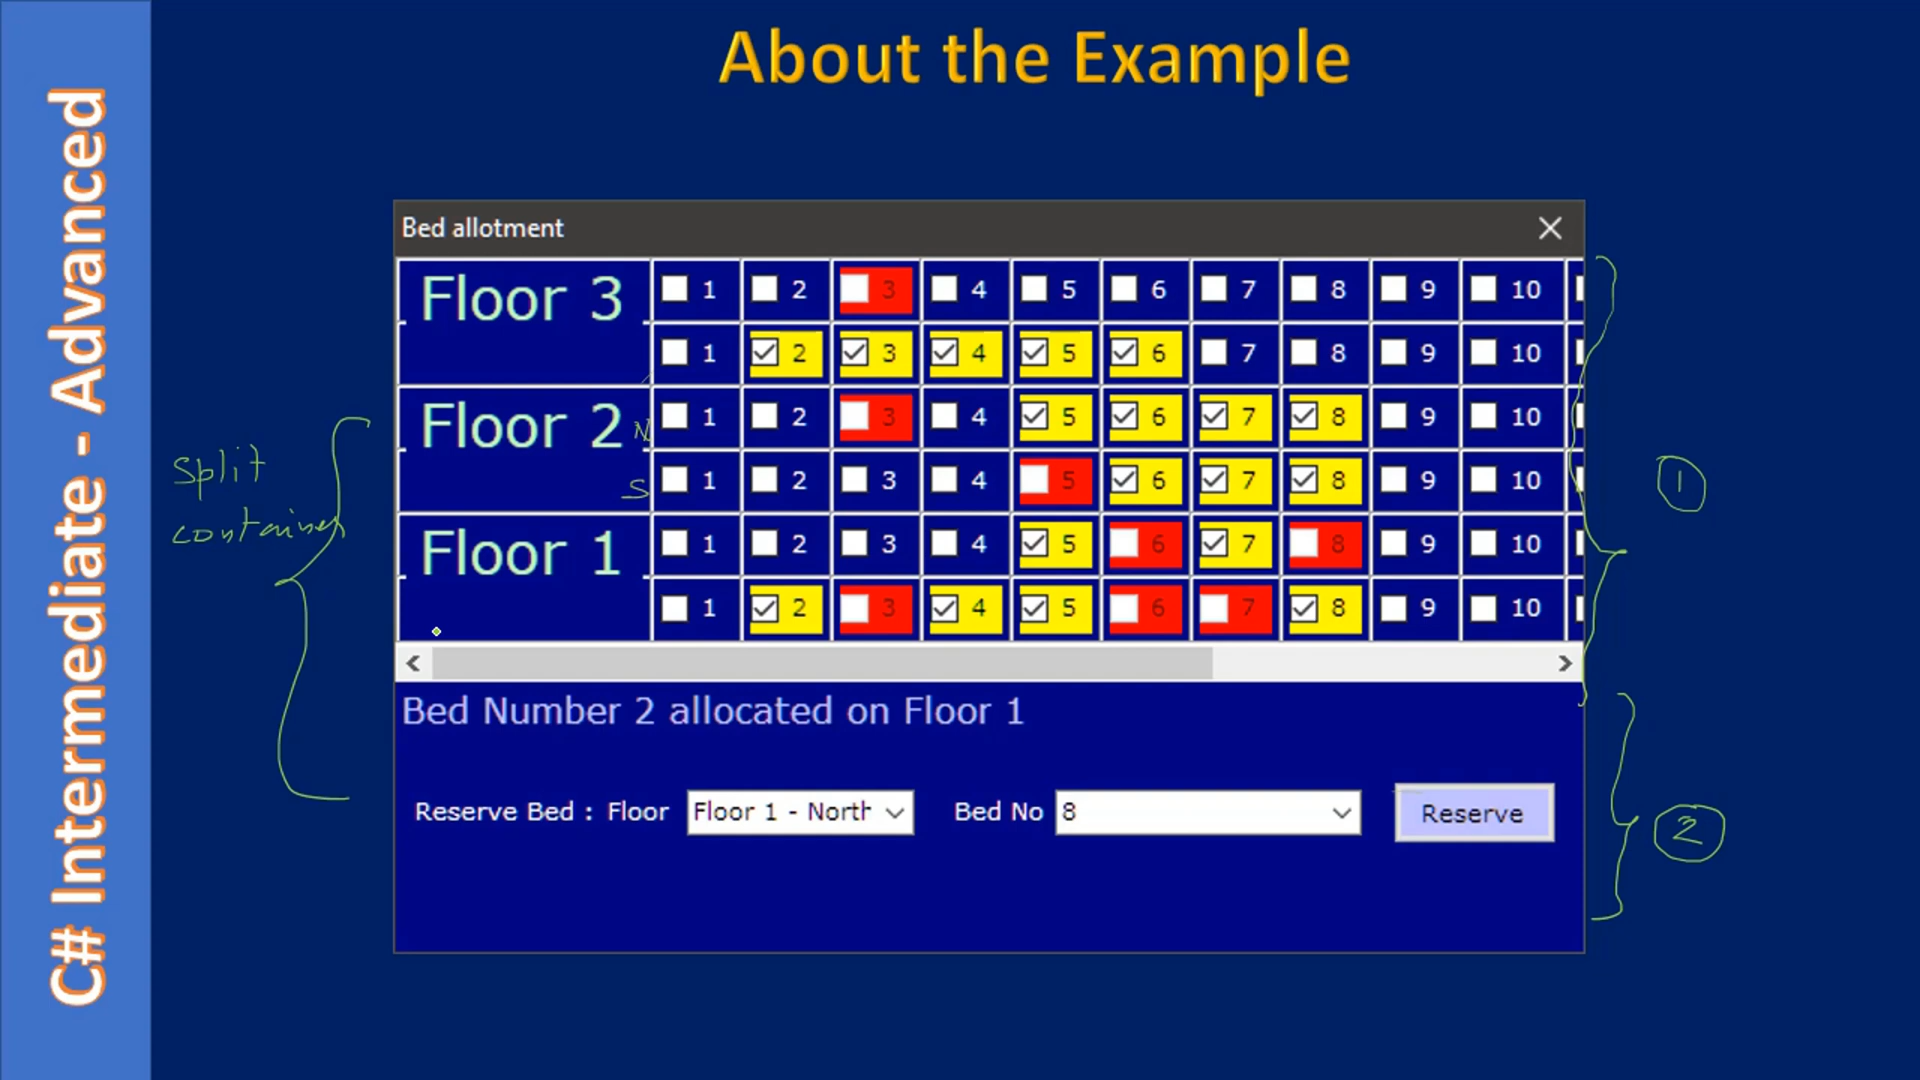 About the Example
C# Intermediate - Advanced
Bed allotment
Floor 3
1 2 3 4 5 6 7 8 9 10
1 2 3 4 5 6 7 8 9 10
Floor 2 N
1 2 3 4 5 6 7 8 9 10
S
1 2 3 4 5 6 7 8 9 10
Floor 1
1 2 3 4 5 6 7 8 9 10
1 2 3 4 5 6 7 8 9 10
Split
container
1
Bed Number 2 allocated on Floor 1
Reserve Bed : Floor Floor 1 - North Bed No 8 Reserve
2